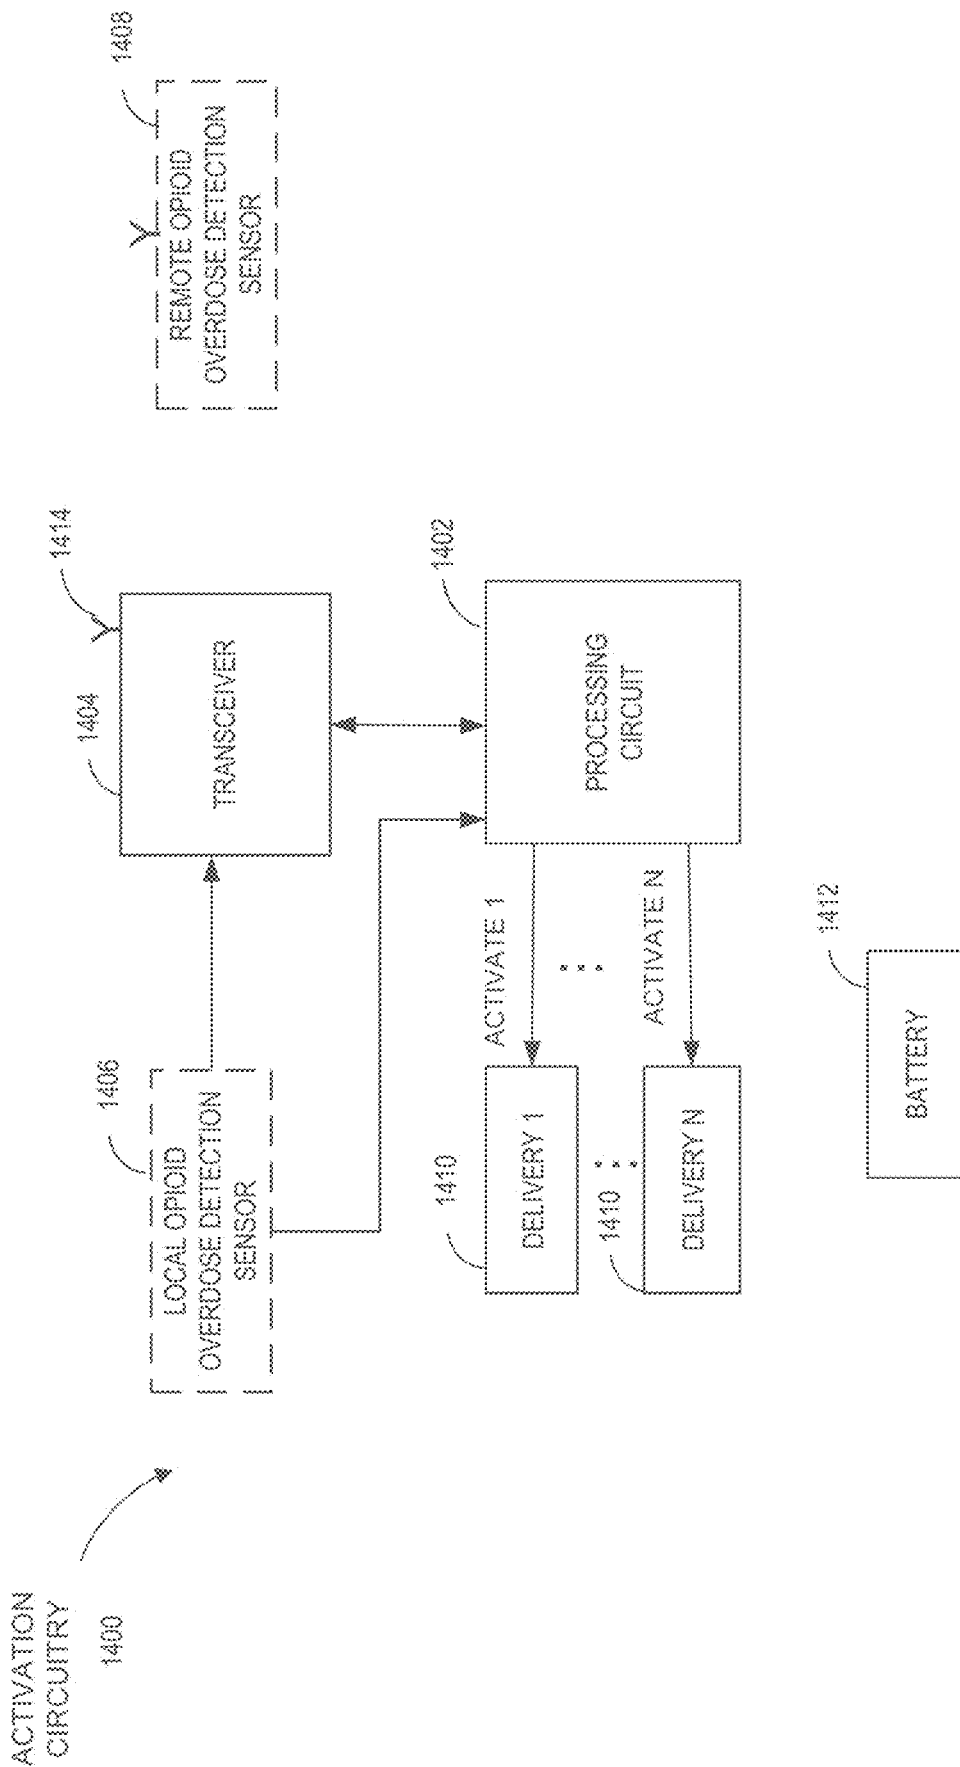 ACTIVATION
CIRCUITRY
1400
1406
LOCAL OPIOID
OVERDOSE DETECTION
SENSOR
1404
1414
TRANSCEIVER
1408
REMOTE OPIOID
OVERDOSE DETECTION
SENSOR
1402
PROCESSING
CIRCUIT
ACTIVATE 1
...
ACTIVATE N
1410
DELIVERY 1
...
1410
DELIVERY N
1412
BATTERY